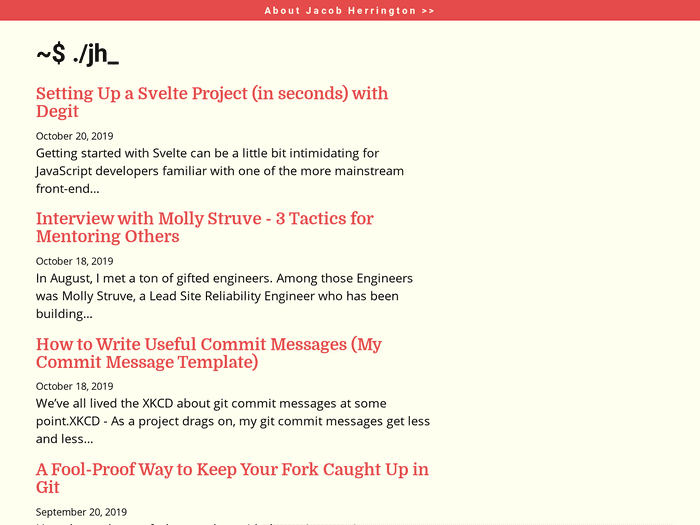 About Jacob Herrington >>
~$ ./jh_
Setting Up a Svelte Project (in seconds) with
Degit
October 20, 2019
Getting started with Svelte can be a little bit intimidating for
JavaScript developers familiar with one of the more mainstream
front-end...
Interview with Molly Struve - 3 Tactics for
Mentoring Others
October 18, 2019
In August, I met a ton of gifted engineers. Among those Engineers
was Molly Struve, a Lead Site Reliability Engineer who has been
building...
How to Write Useful Commit Messages (My
Commit Message Template)
October 18, 2019
We’ve all lived the XKCD about git commit messages at some
point.XKCD - As a project drags on, my git commit messages get less
and less...
A Fool-Proof Way to Keep Your Fork Caught Up in
Git
September 20, 2019